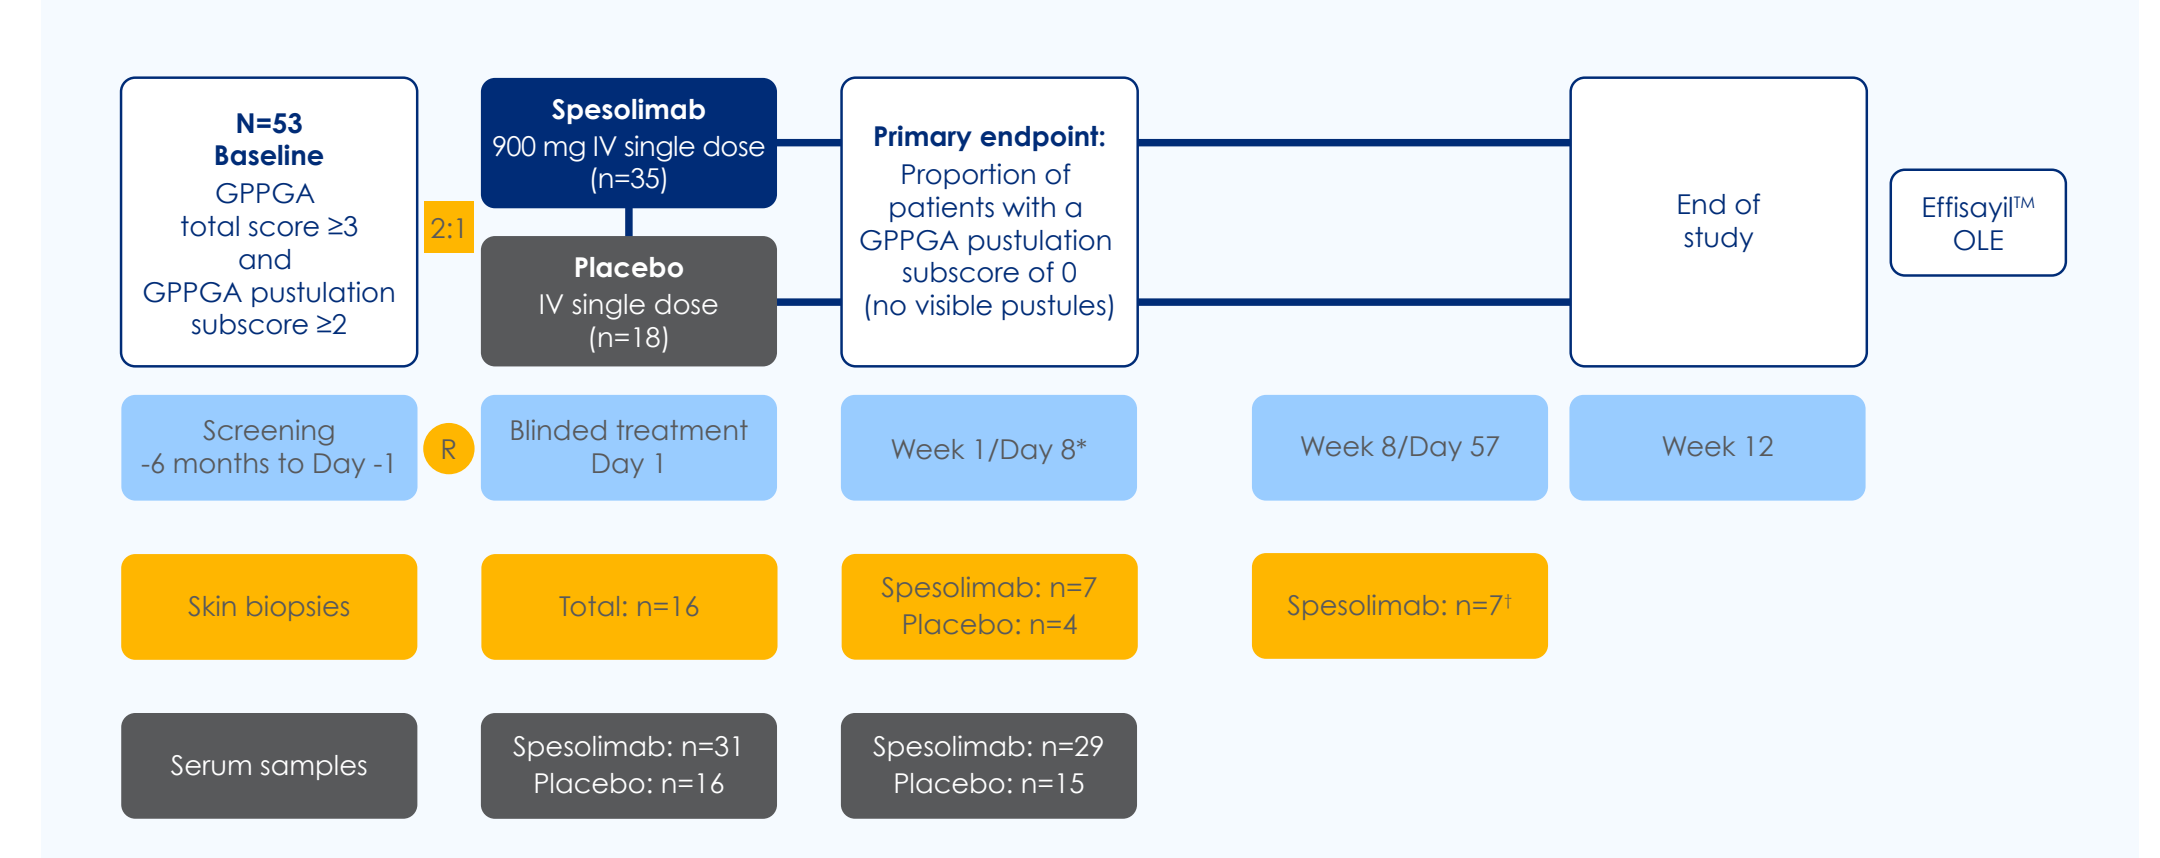 N=53
Baseline
GPPGA
total score ≥3
and
GPPGA pustulation
subscore ≥2
2:1
Spesolimab
900 mg IV single dose
(n=35)
Placebo
IV single dose
(n=18)
Primary endpoint:
Proportion of
patients with a
GPPGA pustulation
subscore of 0
(no visible pustules)
End of
study
Effisayil™
OLE
Screening
-6 months to Day -1
R
Blinded treatment
Day 1
Week 1/Day 8*
Week 8/Day 57
Week 12
Skin biopsies
Total: n=16
Spesolimab: n=7
Placebo: n=4
Spesolimab: n=7†
Serum samples
Spesolimab: n=31
Placebo: n=16
Spesolimab: n=29
Placebo: n=15